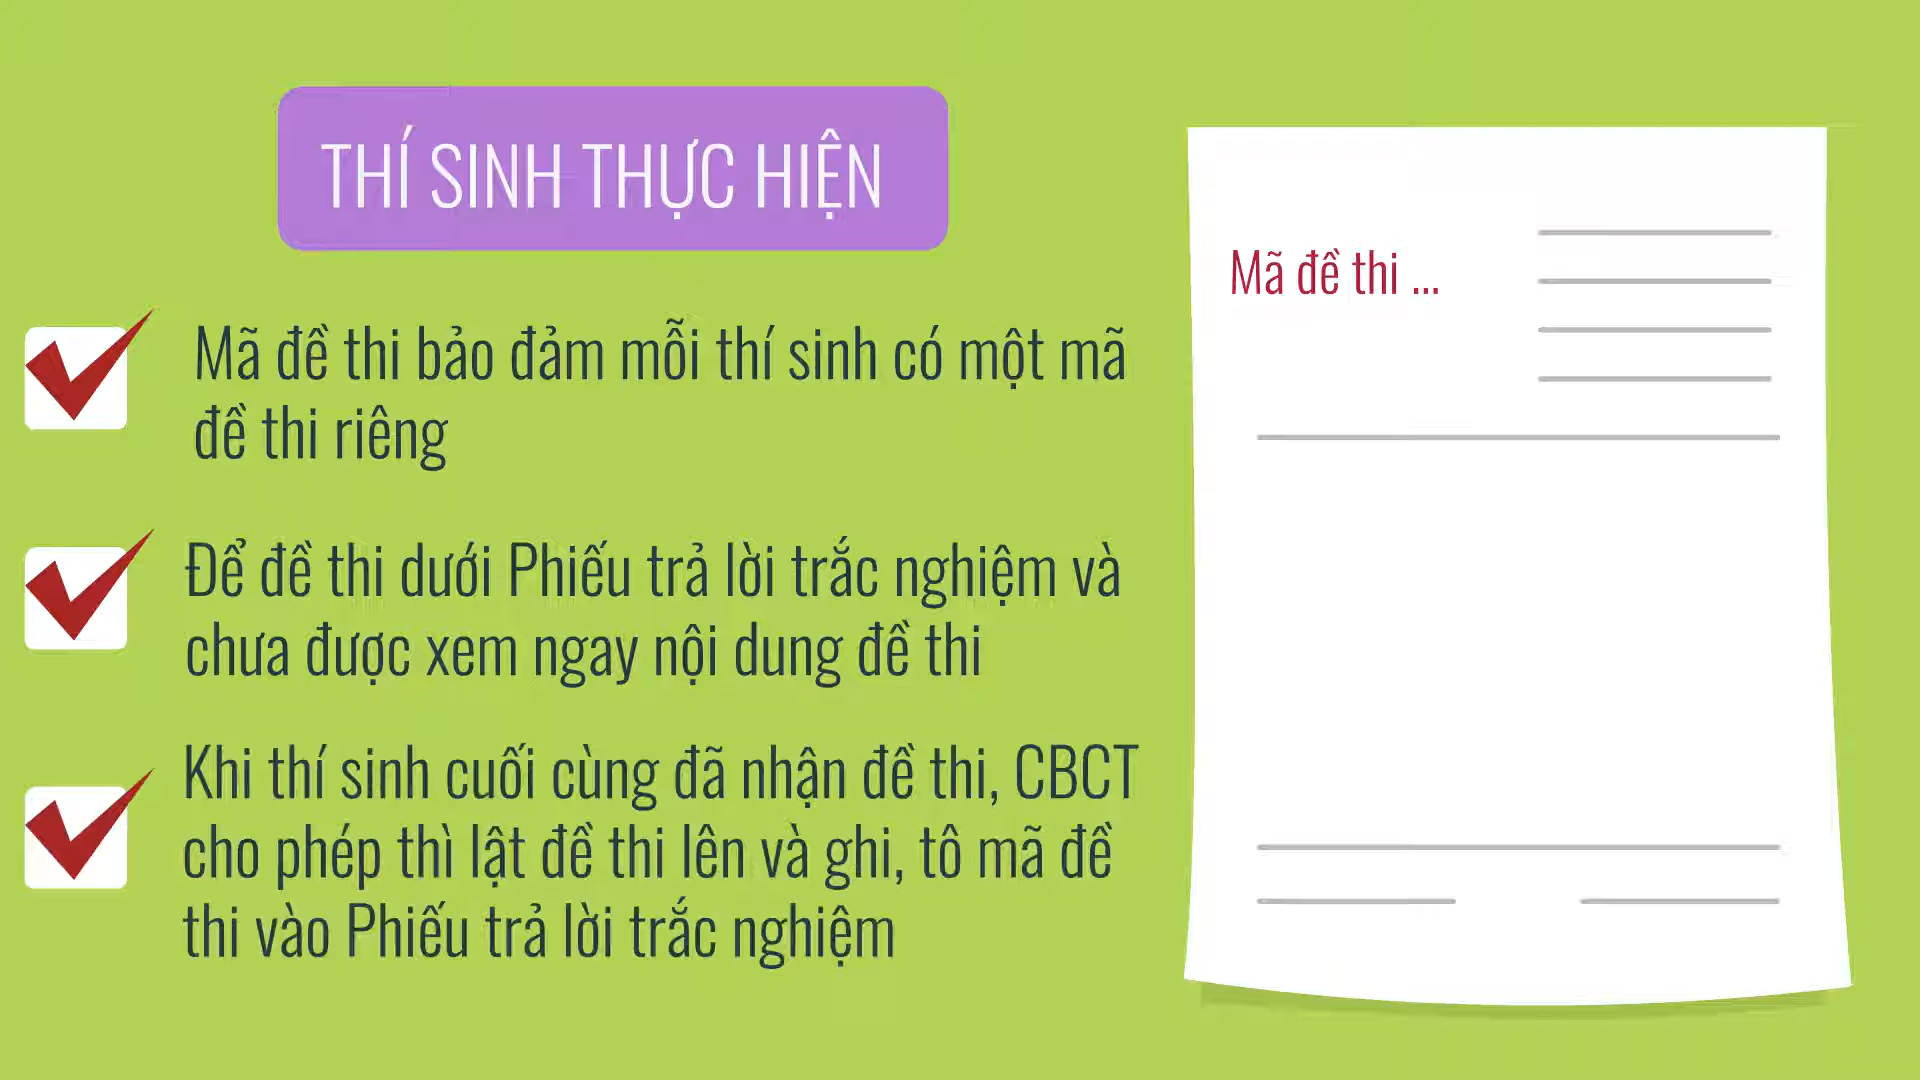 THÍ SINH THỰC HIỆN
Mã đề thi ...
Mã đề thi bảo đảm mỗi thí sinh có một mã
đề thi riêng
Để đề thi dưới Phiếu trả lời trắc nghiệm và
chưa được xem ngay nội dung đề thi
Khi thí sinh cuối cùng đã nhận đề thi, CBCT
cho phép thì lật đề thi lên và ghi, tô mã đề
thi vào Phiếu trả lời trắc nghiệm